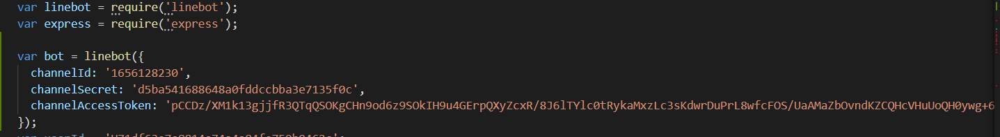 var linebot = require('linebot');
var express = require('express');
var bot = linebot({
channelId: '1656128230',
channelSecret: 'd5ba541688648a0fddccbba3e7135f0c',
channelAccessToken: 'pCCDz/XM1k13gjjfR3QTqQSOKgCHn9od6z9SOkIH9u4GErpQXyZcxR/8J6lTYlc0tRykaMxzLc3sKdwrDuPrL8wfcFOS/UaAMaZbOvndKZCQHcVHuUoQH0ywg+6
});